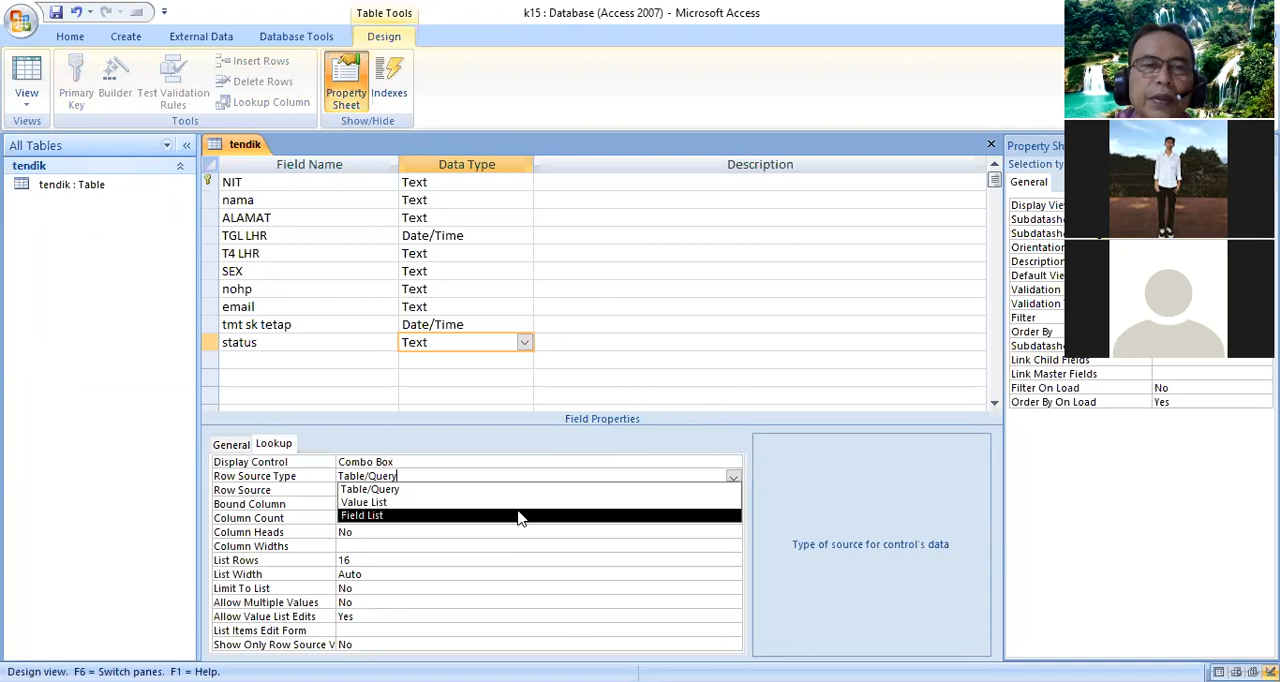 Table Tools
k15 : Database (Access 2007) - Microsoft Access
Home Create External Data Database Tools Design
View
Primary Key
Builder
Test Validation Rules
Insert Rows
Delete Rows
Lookup Column
Property Sheet
Indexes
Views Tools Show/Hide
All Tables
tendik
tendik : Table
tendik
Field Name Data Type Description
NIT Text
nama Text
ALAMAT Text
TGL LHR Date/Time
T4 LHR Text
SEX Text
nohp Text
email Text
tmt sk tetap Date/Time
status Text
Field Properties
General Lookup
Display Control Combo Box
Row Source Type Table/Query
Row Source Table/Query
Bound Column Value List
Column Count Field List
Column Heads No
Column Widths
List Rows 16
List Width Auto
Limit To List No
Allow Multiple Values No
Allow Value List Edits Yes
List Items Edit Form
Show Only Row Source V No
Type of source for control's data
Property Sh
Selection ty
General
Display Vie
Subdatash
Subdatash
Orientatio
Description
Default Vie
Validation
Validation
Filter
Order By
Subdatash
Link Child Fields
Link Master Fields
Filter On Load No
Order By On Load Yes
Design view. F6 = Switch panes. F1 = Help.